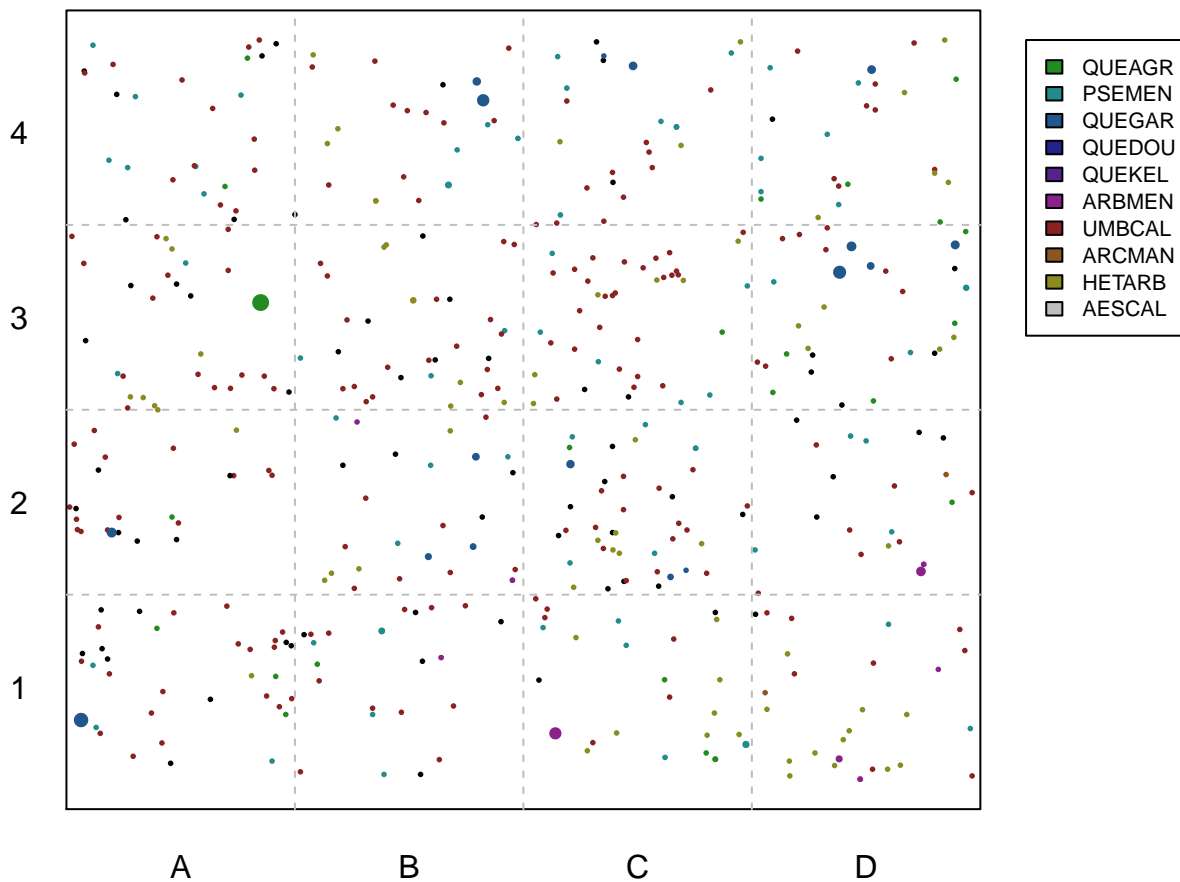 QUEAGR
PSEMEN
QUEGAR
QUEDOU
QUEKEL
ARBMEN
UMBCAL
ARCMAN
HETARB
AESCAL
4
3
2
1
A B C D